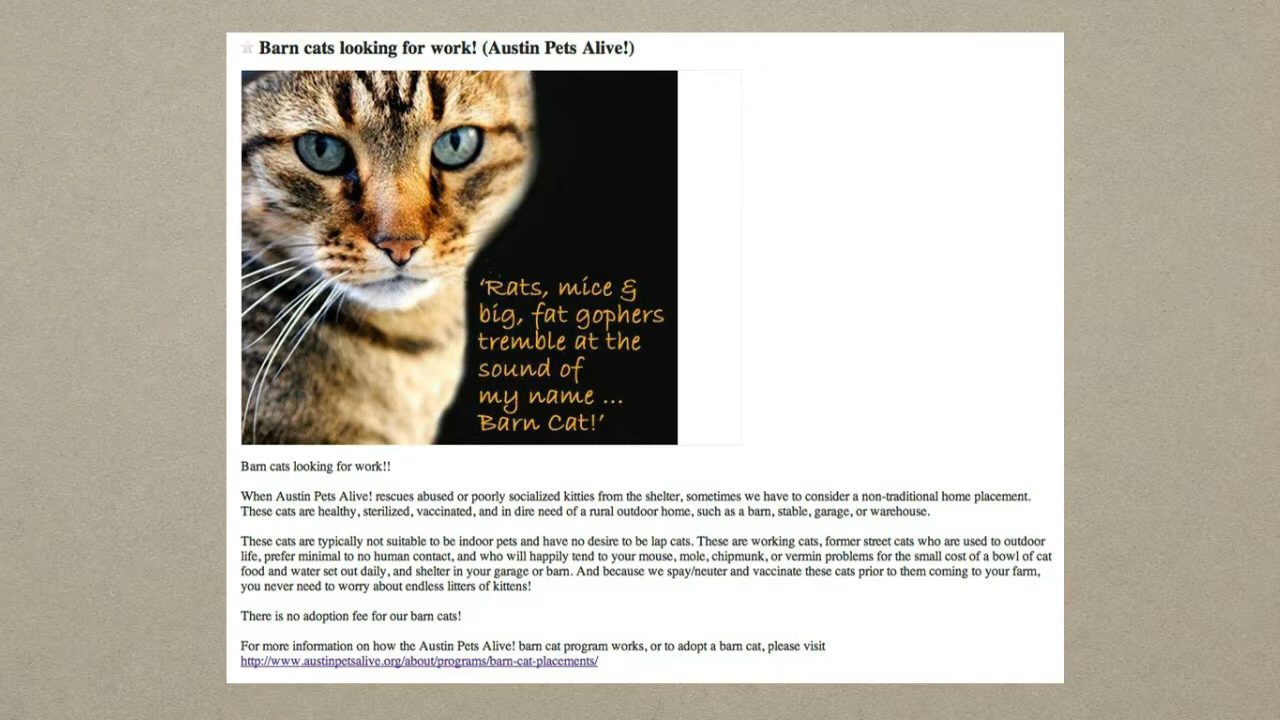 Barn cats looking for work! (Austin Pets Alive!)
‘Rats, mice &
big, fat gophers
tremble at the
sound of
my name ...
Barn Cat!’
Barn cats looking for work!!
When Austin Pets Alive! rescues abused or poorly socialized kitties from the shelter, sometimes we have to consider a non-traditional home placement.
These cats are healthy, sterilized, vaccinated, and in dire need of a rural outdoor home, such as a barn, stable, garage, or warehouse.
These cats are typically not suitable to be indoor pets and have no desire to be lap cats. These are working cats, former street cats who are used to outdoor
life, prefer minimal to no human contact, and who will happily tend to your mouse, mole, chipmunk, or vermin problems for the small cost of a bowl of cat
food and water set out daily, and shelter in your garage or barn. And because we spay/neuter and vaccinate these cats prior to them coming to your farm,
you never need to worry about endless litters of kittens!
There is no adoption fee for our barn cats!
For more information on how the Austin Pets Alive! barn cat program works, or to adopt a barn cat, please visit
http://www.austinpetsalive.org/about/programs/barn-cat-placements/